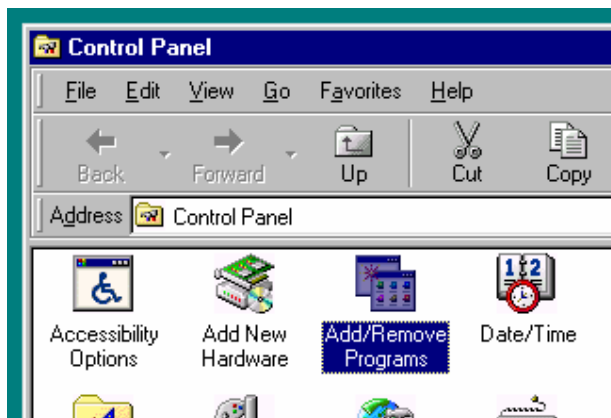 Control Panel
File Edit View Go Favorites Help
Back Forward Up Cut Copy
Address Control Panel
12
Accessibility Options
Add New Hardware
Add/Remove Programs
Date/Time